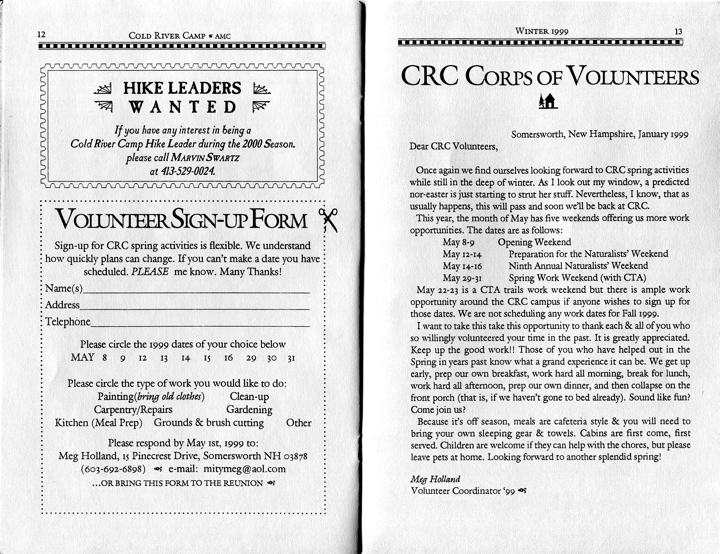 12 COLD RIVER CAMP • AMC
HIKE LEADERS
WANTED
If you have any interest in being a
Cold River Camp Hike Leader during the 2000 Season.
please call MARVIN SWARTZ
at 413-529-0024.
VOLUNTEER SIGN-UP FORM
Sign-up for CRC spring activities is flexible. We understand
how quickly plans can change. If you can't make a date you have
scheduled. PLEASE me know. Many Thanks!
Name(s)
Address
Telephone
Please circle the 1999 dates of your choice below
MAY 8 9 12 13 14 15 16 29 30 31
Please circle the type of work you would like to do:
Painting(bring old clothes) Clean-up
Carpentry/Repairs Gardening
Kitchen (Meal Prep) Grounds & brush cutting Other
Please respond by May 1st, 1999 to:
Meg Holland, 15 Pinecrest Drive, Somersworth NH 03878
(603-692-6898) e-mail: mitymeg@aol.com
...OR BRING THIS FORM TO THE REUNION
WINTER 1999 13
CRC CORPS OF VOLUNTEERS
Somersworth, New Hampshire, January 1999
Dear CRC Volunteers,
Once again we find ourselves looking forward to CRC spring activities
while still in the deep of winter. As I look out my window, a predicted
nor-easter is just starting to strut her stuff. Nevertheless, I know, that as
usually happens, this will pass and soon we'll be back at CRC.
This year, the month of May has five weekends offering us more work
opportunities. The dates are as follows:
May 8-9 Opening Weekend
May 12-14 Preparation for the Naturalists' Weekend
May 14-16 Ninth Annual Naturalists' Weekend
May 29-31 Spring Work Weekend (with CTA)
May 22-23 is a CTA trails work weekend but there is ample work
opportunity around the CRC campus if anyone wishes to sign up for
those dates. We are not scheduling any work dates for Fall 1999.
I want to take this take this opportunity to thank each & all of you who
so willingly volunteered your time in the past. It is greatly appreciated.
Keep up the good work!! Those of you who have helped out in the
Spring in years past know what a grand experience it can be. We get up
early, prep our own breakfast, work hard all morning, break for lunch,
work hard all afternoon, prep our own dinner, and then collapse on the
front porch (that is, if we haven't gone to bed already). Sound like fun?
Come join us?
Because it's off season, meals are cafeteria style & you will need to
bring your own sleeping gear & towels. Cabins are first come, first
served. Children are welcome if they can help with the chores, but please
leave pets at home. Looking forward to another splendid spring!
Meg Holland
Volunteer Coordinator '99